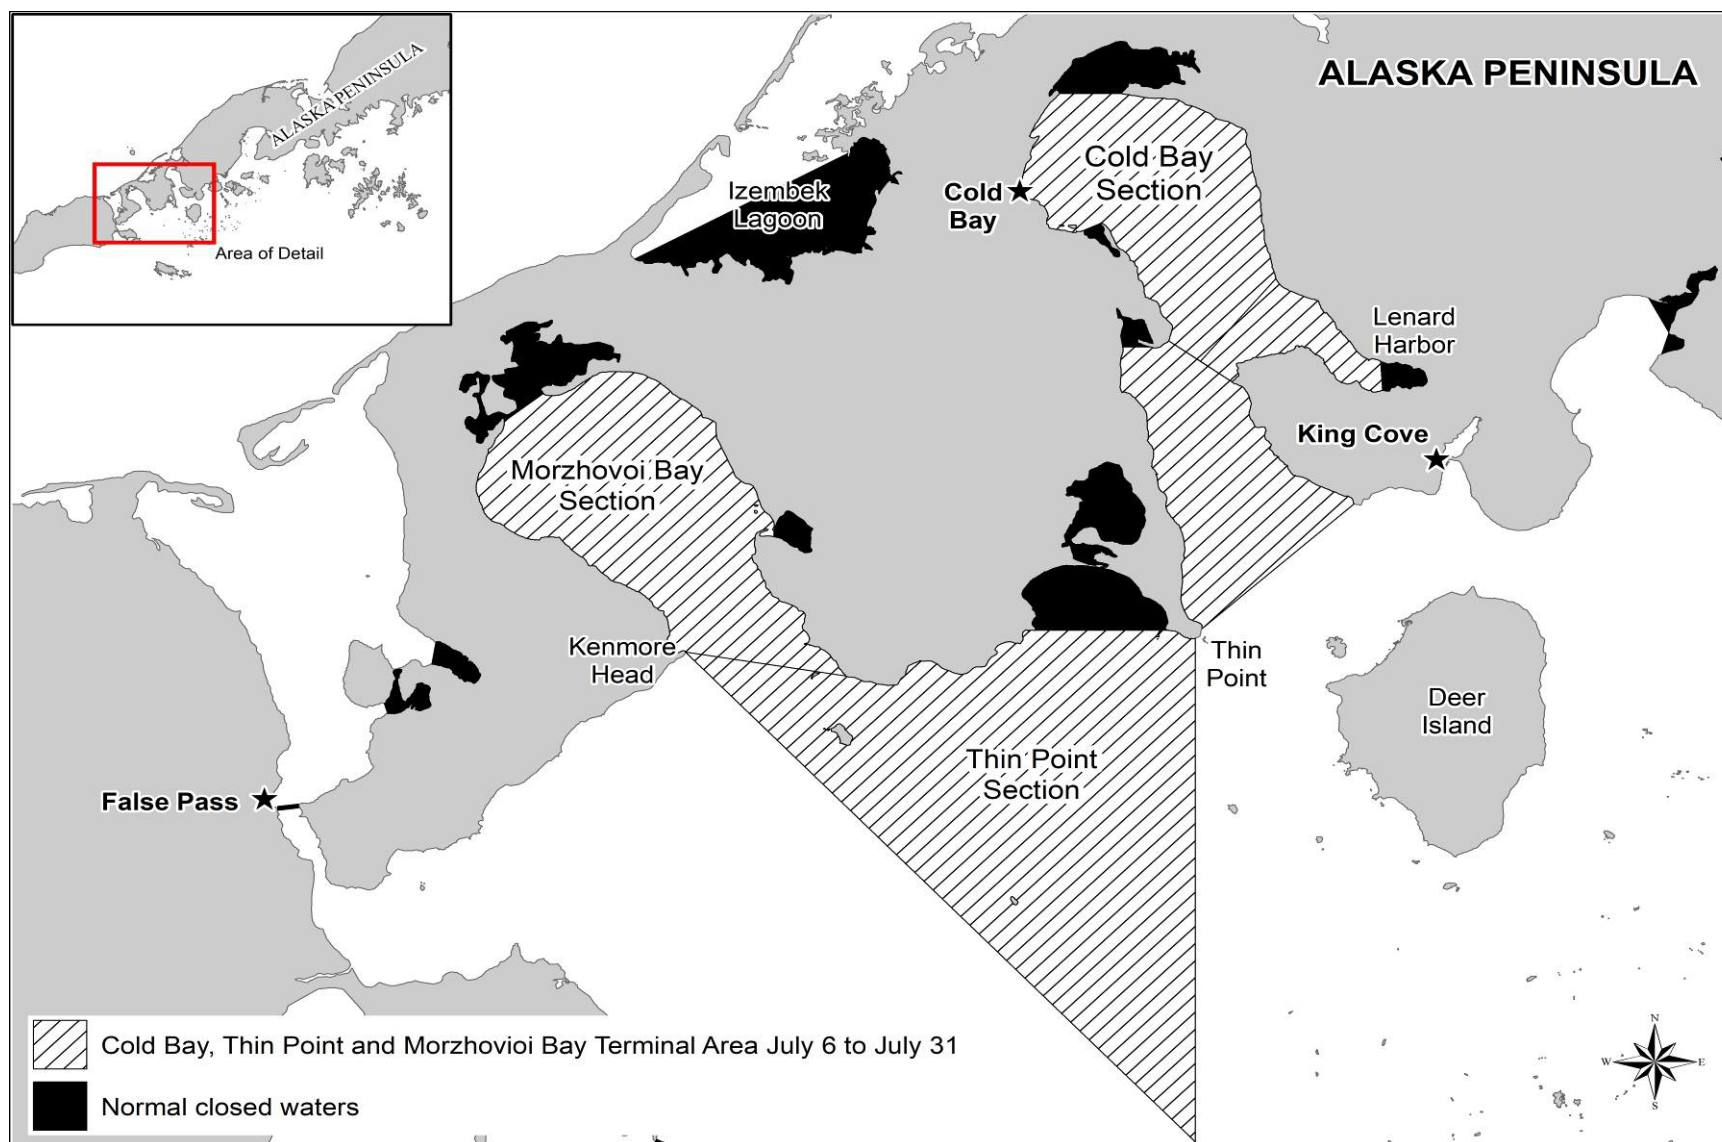 ALASKA PENINSULA
ALASKA PENINSULA
Area of Detail
Izembek
Lagoon
Cold Bay
Section
Cold
Bay
Lenard
Harbor
King Cove
Morzhovoi Bay
Section
Kenmore
Head
Thin
Point
Deer
Island
Thin Point
Section
False Pass
Cold Bay, Thin Point and Morzhovioi Bay Terminal Area July 6 to July 31
Normal closed waters
N
W
E
S